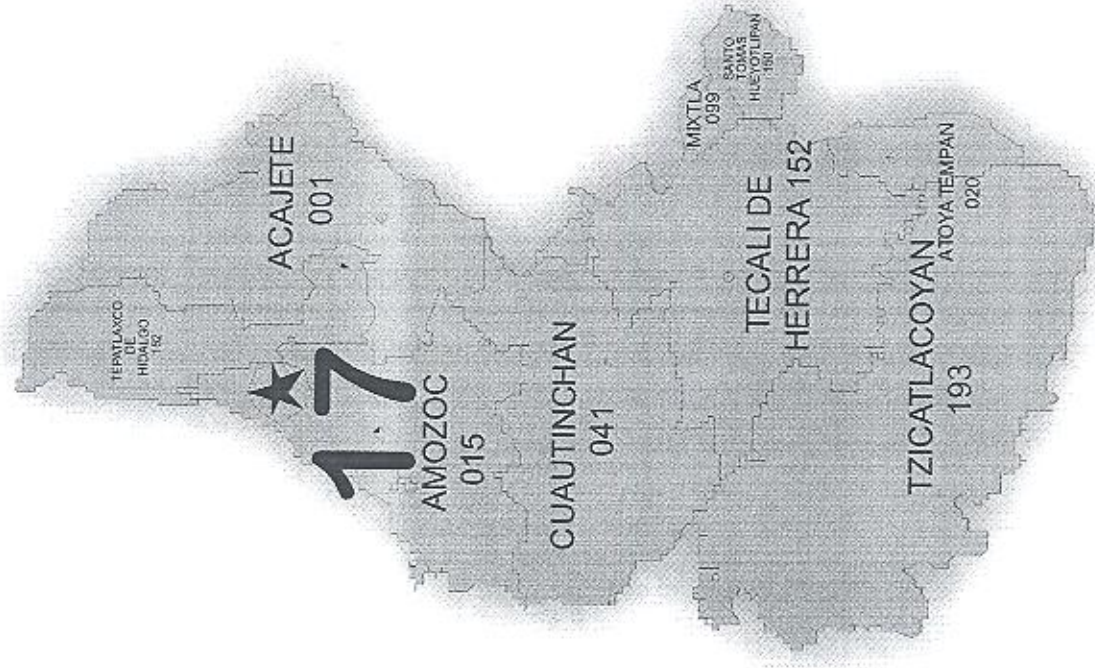 TEPATLAXCO
DE
HIDALGO
162
ACAJETE
001
17
AMOZOC
015
CUAUTINCHAN
041
MIXTLA
099
SANTO
TOMAS
HUEYOTLIPAN
TECALI DE
HERRERA 152
ATOYATEMPAN
020
TZICATLACOYAN
193